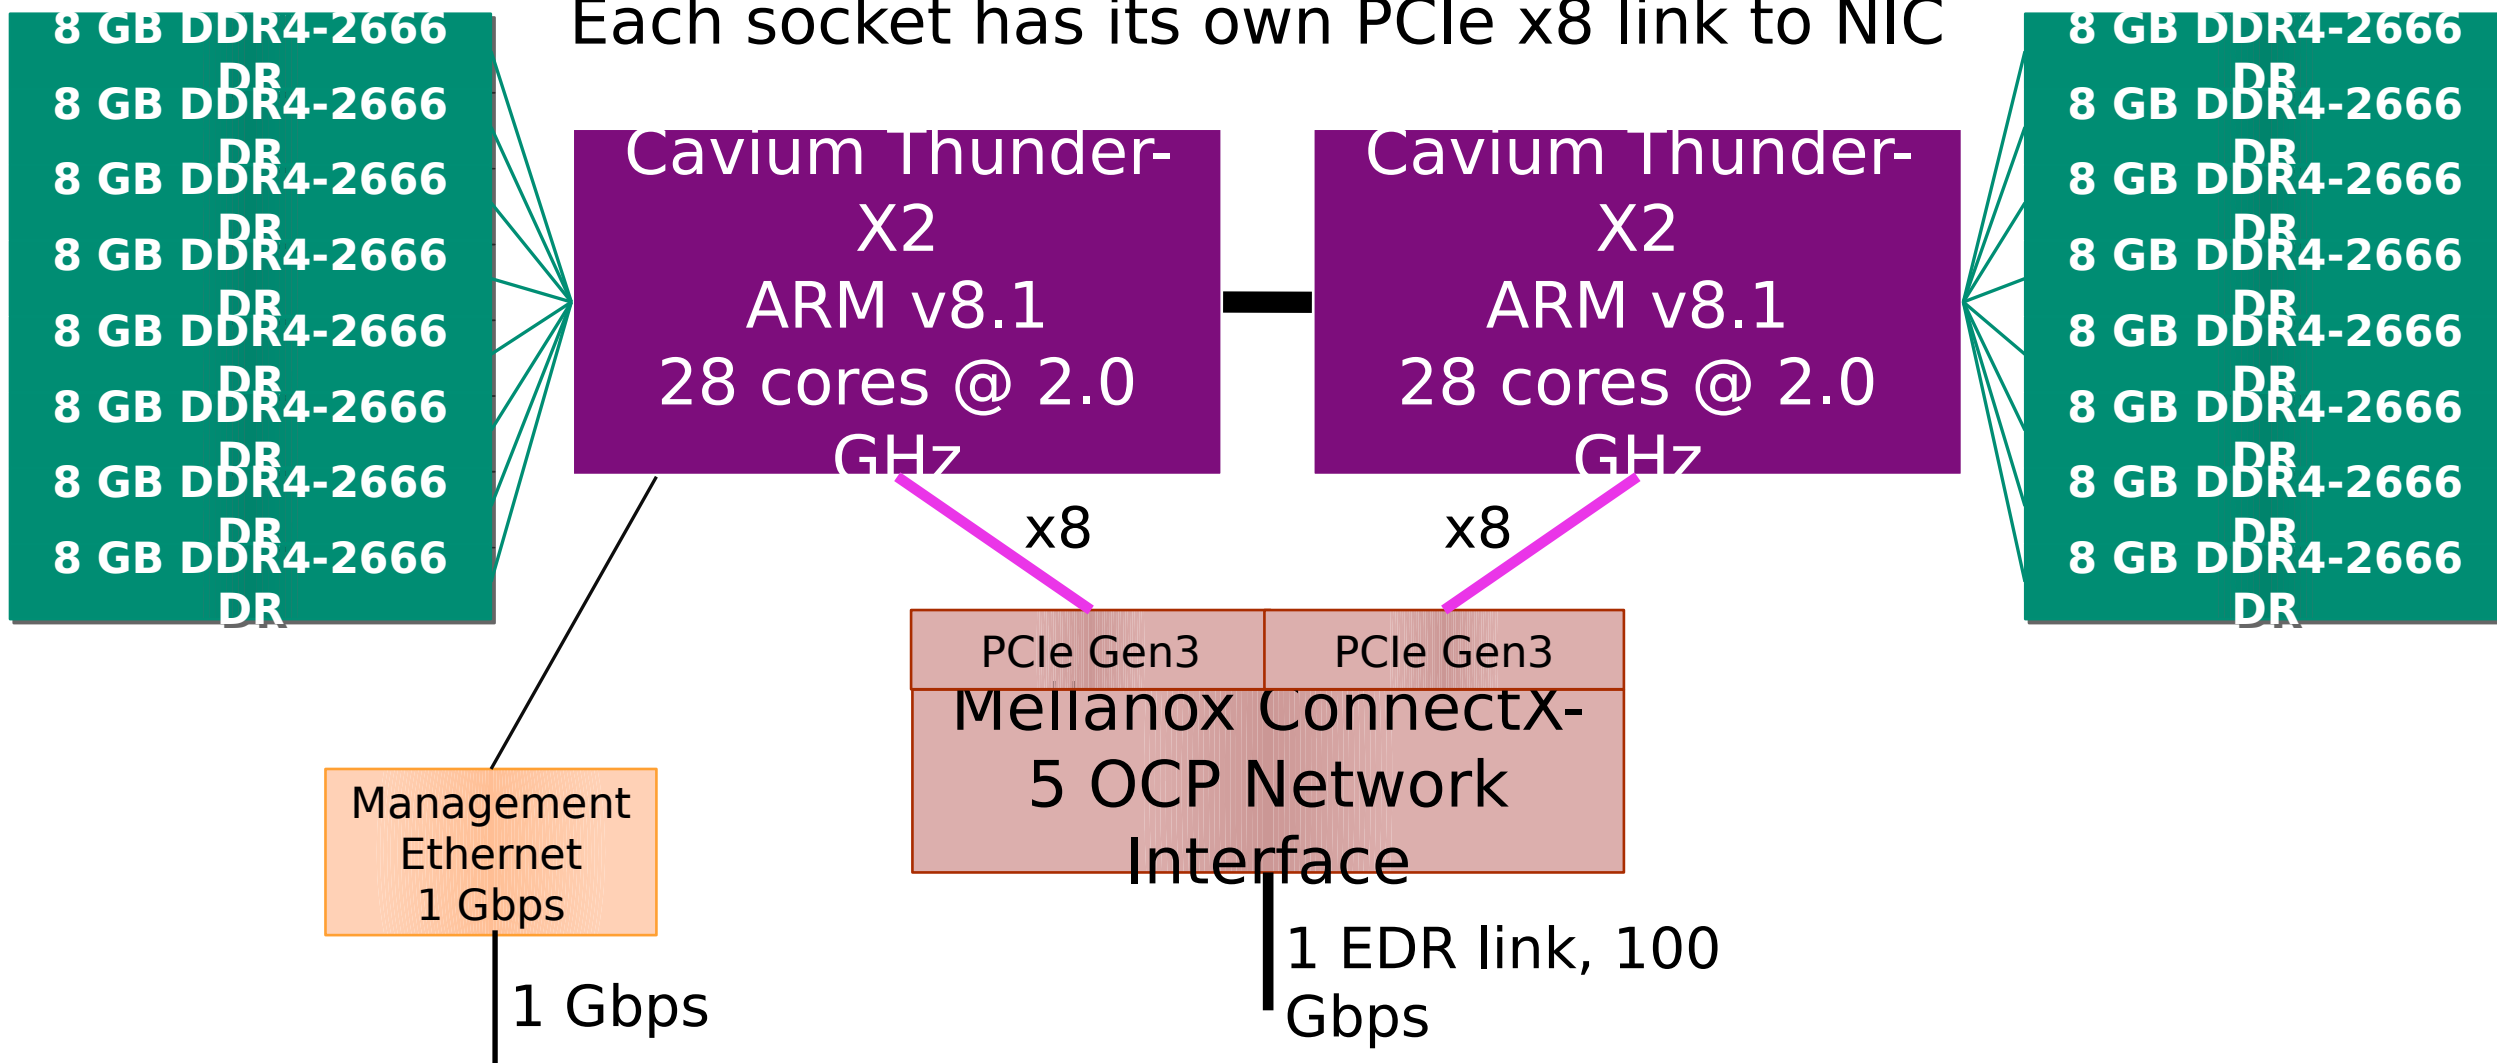 Each socket has its own PCIe x8 link to NIC
8 GB DDR4-2666
DR
8 GB DDR4-2666
DR
8 GB DDR4-2666
DR
8 GB DDR4-2666
DR
8 GB DDR4-2666
DR
8 GB DDR4-2666
DR
8 GB DDR4-2666
DR
8 GB DDR4-2666
DR
Cavium Thunder-
X2
ARM v8.1
28 cores @ 2.0
GHz
Cavium Thunder-
X2
ARM v8.1
28 cores @ 2.0
GHz
8 GB DDR4-2666
DR
8 GB DDR4-2666
DR
8 GB DDR4-2666
DR
8 GB DDR4-2666
DR
8 GB DDR4-2666
DR
8 GB DDR4-2666
DR
8 GB DDR4-2666
DR
8 GB DDR4-2666
DR
x8
x8
PCIe Gen3
PCIe Gen3
Mellanox ConnectX-
5 OCP Network
Interface
Management
Ethernet
1 Gbps
1 Gbps
1 EDR link, 100
Gbps